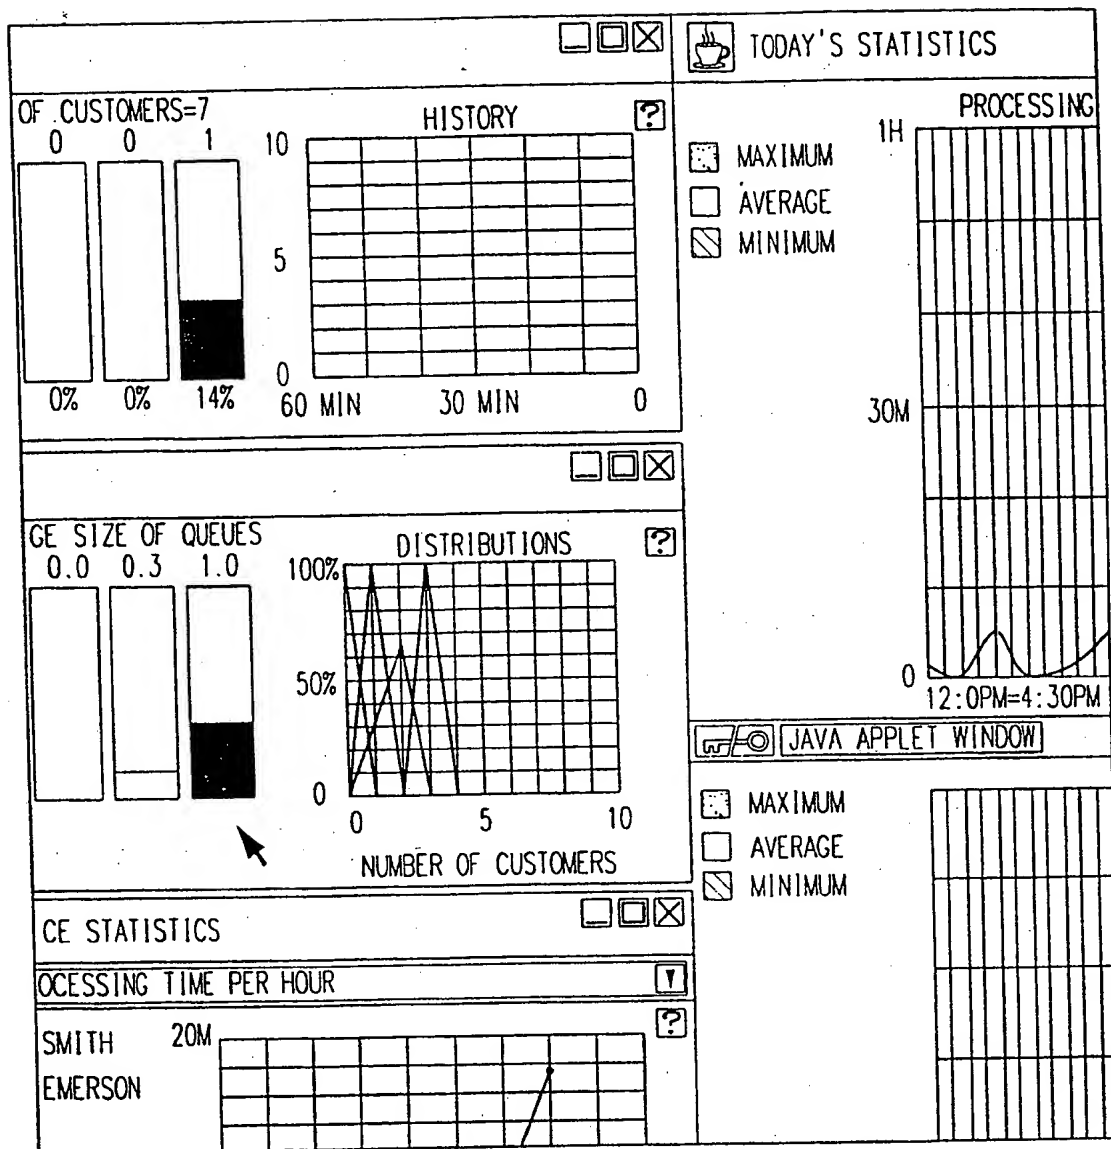 TODAY'S STATISTICS
OF CUSTOMERS=7
0 0 1
0% 0% 14%
HISTORY
?
10
5
0
60 MIN 30 MIN 0
PROCESSING
MAXIMUM
AVERAGE
MINIMUM
1H
30M
0
12:0PM=4:30PM
GE SIZE OF QUEUES
0.0 0.3 1.0
DISTRIBUTIONS
?
100%
50%
0
0 5 10
NUMBER OF CUSTOMERS
JAVA APPLET WINDOW
MAXIMUM
AVERAGE
MINIMUM
CE STATISTICS
OCESSING TIME PER HOUR
?
SMITH
EMERSON
20M